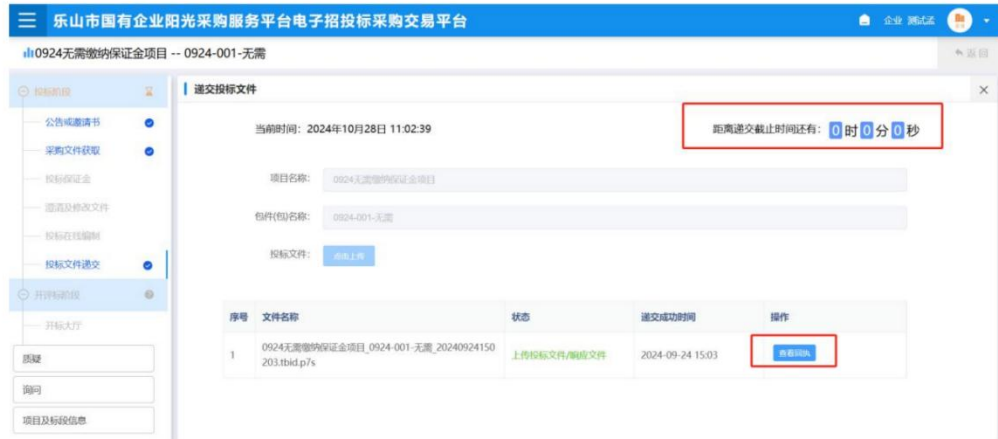 乐山市国有企业阳光采购服务平台电子招投标采购交易平台
企业 测试孟
0924无需缴纳保证金项目 -- 0924-001-无需
返回
投标阶段
递交投标文件
公告或邀请书
当前时间：2024年10月28日 11:02:39
距离递交截止时间还有： 0 时 0 分 0 秒
采购文件获取
投标保证金
项目名称：
0924无需缴纳保证金项目
澄清及修改文件
包件(包)名称：
0924-001-无需
投标在线编制
投标文件：
点击上传
投标文件递交
开评标阶段
序号 文件名称 状态 递交成功时间 操作
开标大厅
1 0924无需缴纳保证金项目_0924-001-无需_20240924150
203.tbid.p7s
上传投标文件/响应文件 2024-09-24 15:03 查看回执
质疑
询问
项目及标段信息